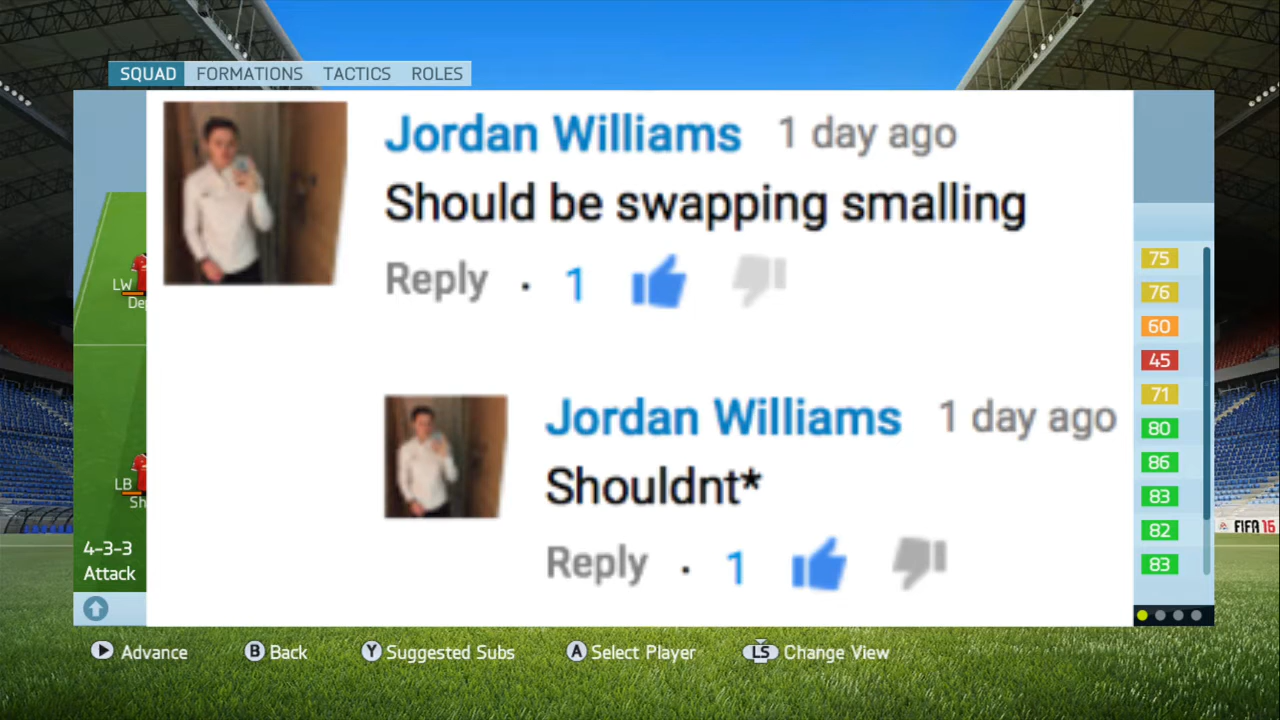 SQUAD FORMATIONS TACTICS ROLES
Jordan Williams 1 day ago
Should be swapping smalling
Reply · 1
Jordan Williams 1 day ago
Shouldnt*
Reply · 1
LW
De
LB
Sh
4-3-3
Attack
75
76
60
45
71
80
86
83
82
83
FIFA 16
Advance B Back Y Suggested Subs A Select Player LS Change View